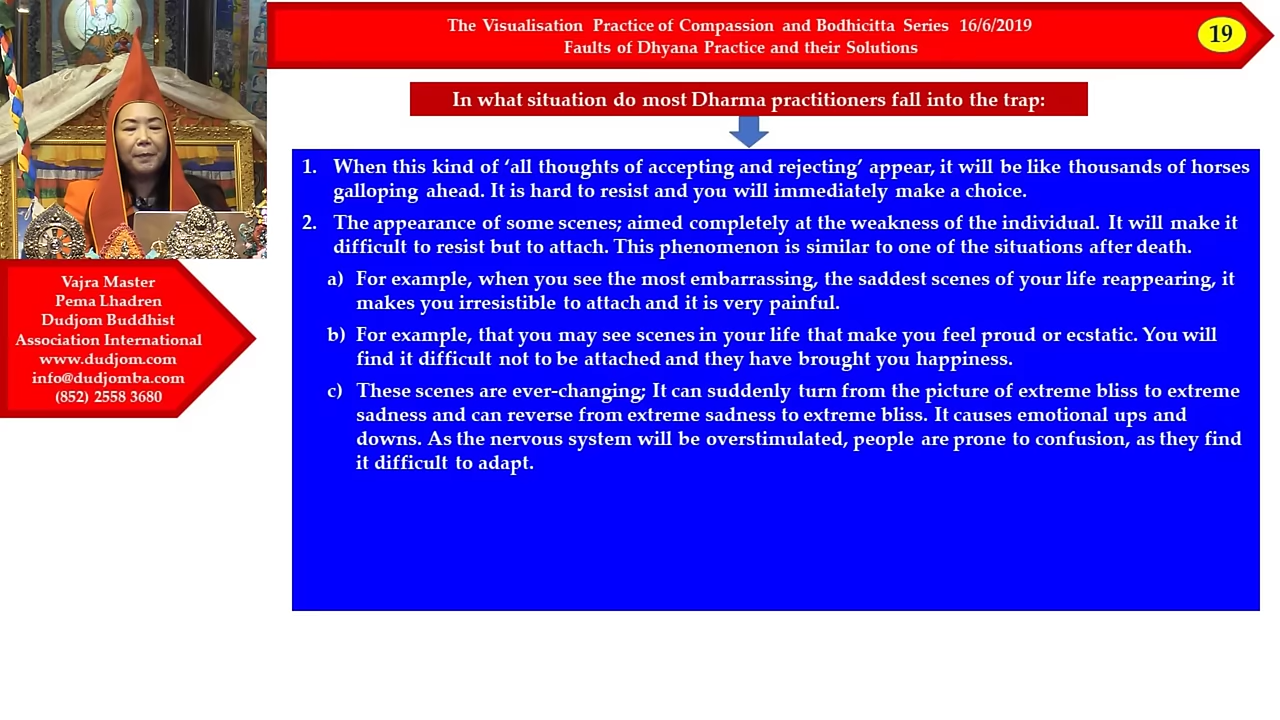 The Visualisation Practice of Compassion and Bodhicitta Series 16/6/2019
Faults of Dhyana Practice and their Solutions
19
In what situation do most Dharma practitioners fall into the trap:
1. When this kind of ‘all thoughts of accepting and rejecting’ appear, it will be like thousands of horses
galloping ahead. It is hard to resist and you will immediately make a choice.
2. The appearance of some scenes; aimed completely at the weakness of the individual. It will make it
difficult to resist but to attach. This phenomenon is similar to one of the situations after death.
a) For example, when you see the most embarrassing, the saddest scenes of your life reappearing, it
makes you irresistible to attach and it is very painful.
b) For example, that you may see scenes in your life that make you feel proud or ecstatic. You will
find it difficult not to be attached and they have brought you happiness.
c) These scenes are ever-changing; It can suddenly turn from the picture of extreme bliss to extreme
sadness and can reverse from extreme sadness to extreme bliss. It causes emotional ups and
downs. As the nervous system will be overstimulated, people are prone to confusion, as they find
it difficult to adapt.
Vajra Master
Pema Lhadren
Dudjom Buddhist
Association International
www.dudjom.com
info@dudjomba.com
(852) 2558 3680